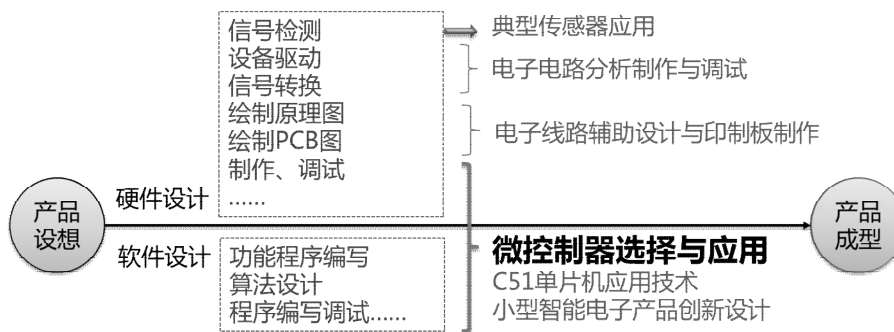 信号检测
设备驱动
信号转换
绘制原理图
绘制PCB图
制作、调试
……
典型传感器应用
电子电路分析制作与调试
电子线路辅助设计与印制板制作
硬件设计
产品
设想
产品
成型
软件设计
功能程序编写
算法设计
程序编写调试……
微控制器选择与应用
C51单片机应用技术
小型智能电子产品创新设计